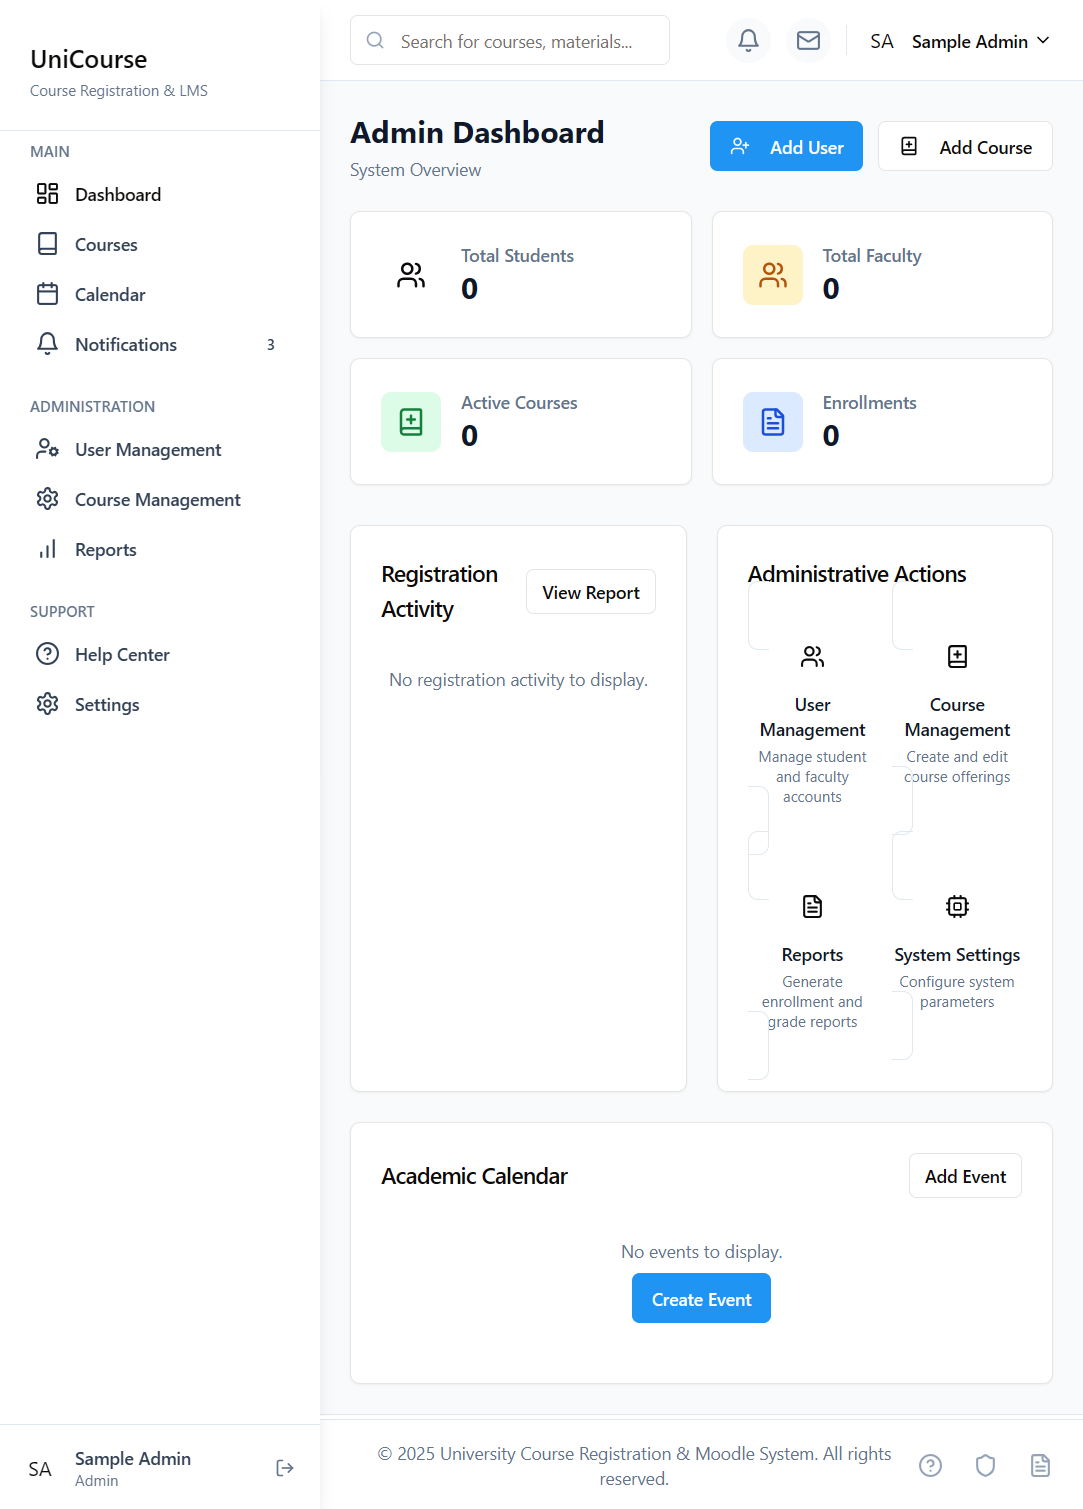 UniCourse
Course Registration & LMS
MAIN
Dashboard
Courses
Calendar
Notifications 3
ADMINISTRATION
User Management
Course Management
Reports
SUPPORT
Help Center
Settings
SA
Sample Admin
Admin
Search for courses, materials...
SA Sample Admin
Admin Dashboard
System Overview
Add User
Add Course
Total Students
0
Total Faculty
0
Active Courses
0
Enrollments
0
Registration
Activity
View Report
No registration activity to display.
Administrative Actions
User
Management
Manage student
and faculty
accounts
Course
Management
Create and edit
course offerings
Reports
Generate
enrollment and
grade reports
System Settings
Configure system
parameters
Academic Calendar
Add Event
No events to display.
Create Event
© 2025 University Course Registration & Moodle System. All rights
reserved.